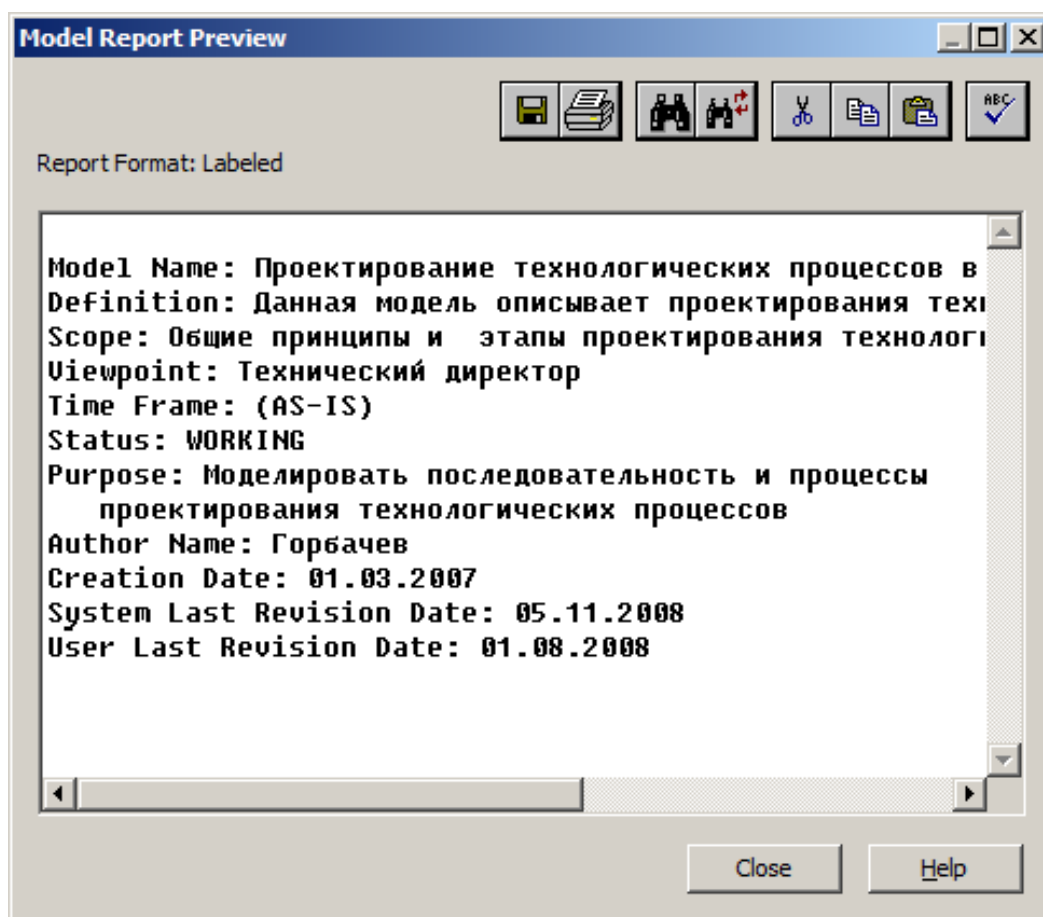 Model Report Preview
ABC
Report Format: Labeled
Model Name: Проектирование технологических процессов в
Definition: Данная модель описывает проектирования техн
Scope: Общие принципы и  этапы проектирования технологи
Viewpoint: Технический директор
Time Frame: (AS-IS)
Status: WORKING
Purpose: Моделировать последовательность и процессы
проектирования технологических процессов
Author Name: Горбачев
Creation Date: 01.03.2007
System Last Revision Date: 05.11.2008
User Last Revision Date: 01.08.2008
Close
Help